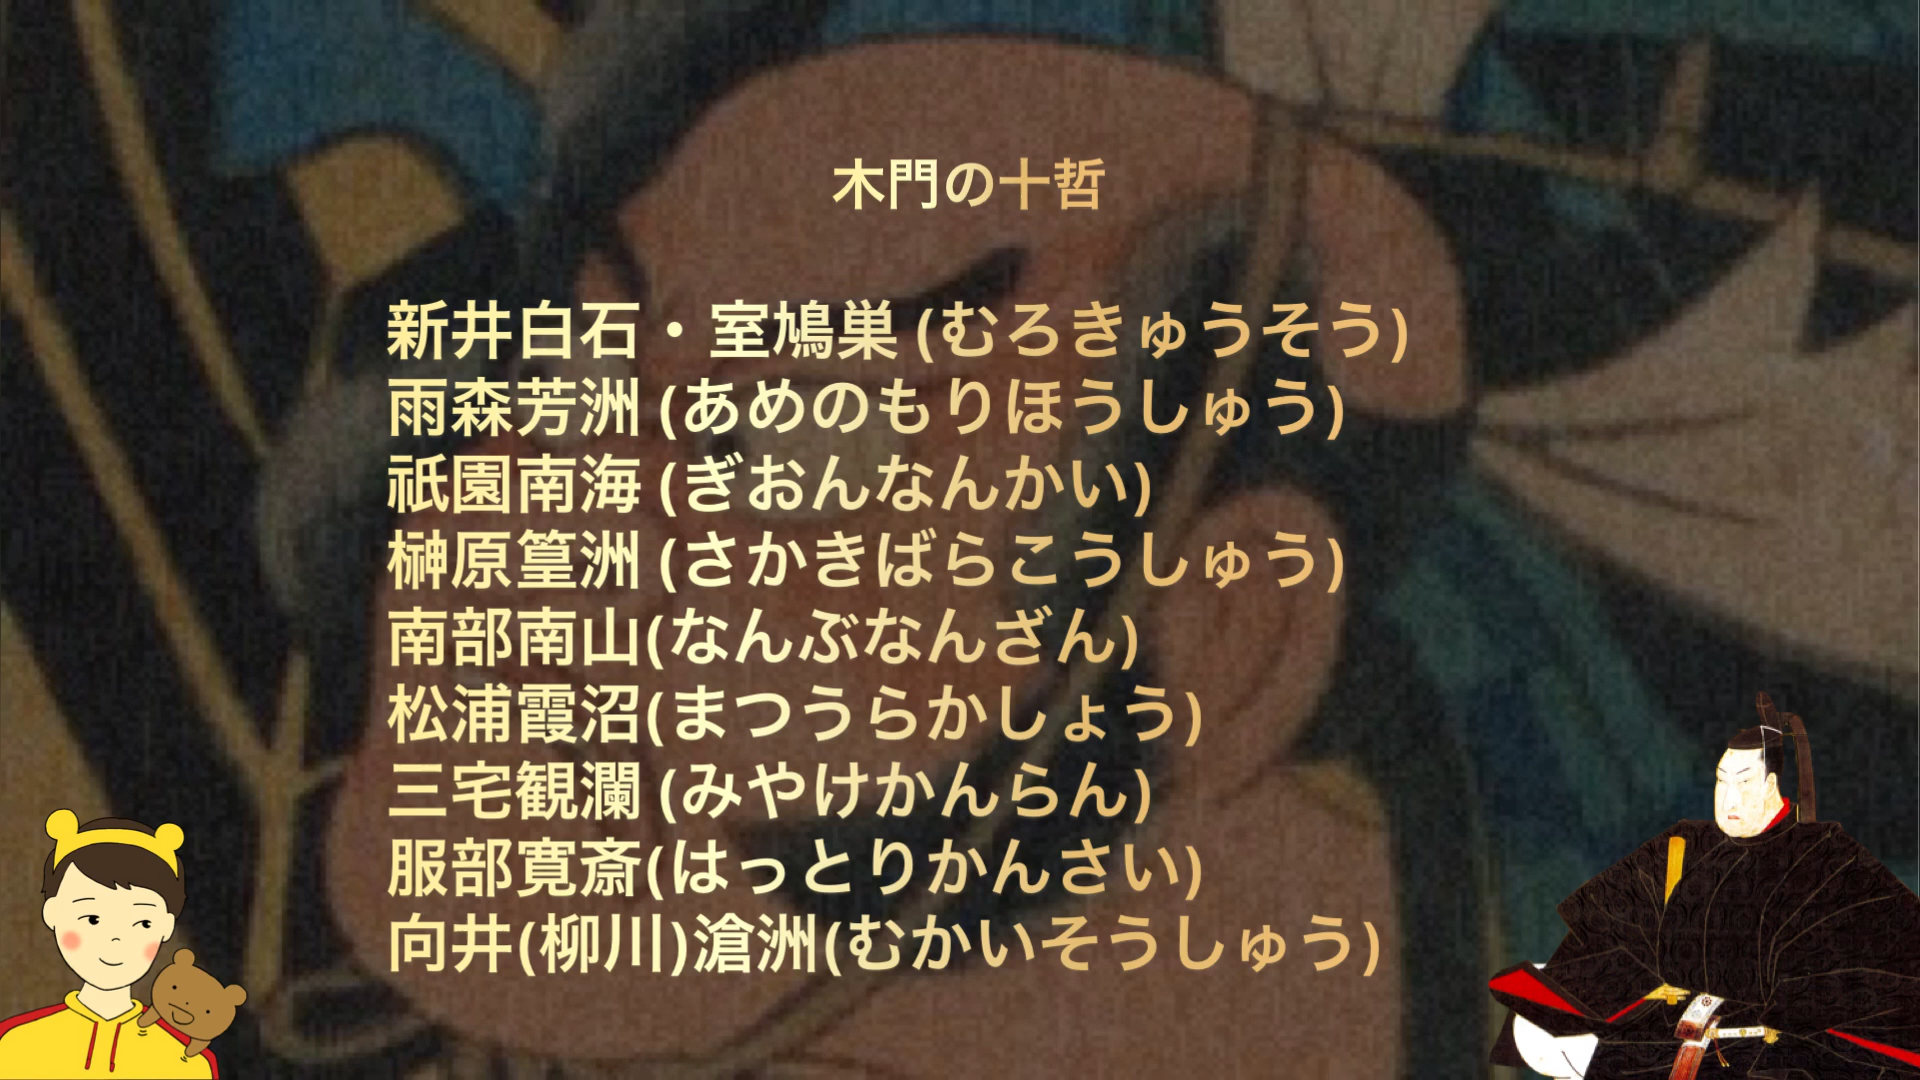 木門の十哲
新井白石・室鳩巣 (むろきゅうそう)
雨森芳洲 (あめのもりほうしゅう)
祇園南海 (ぎおんなんかい)
榊原篁洲 (さかきばらこうしゅう)
南部南山(なんぶなんざん)
松浦霞沼(まつうらかしょう)
三宅観瀾 (みやけかんらん)
服部寛斎(はっとりかんさい)
向井(柳川)滄洲(むかいそうしゅう)